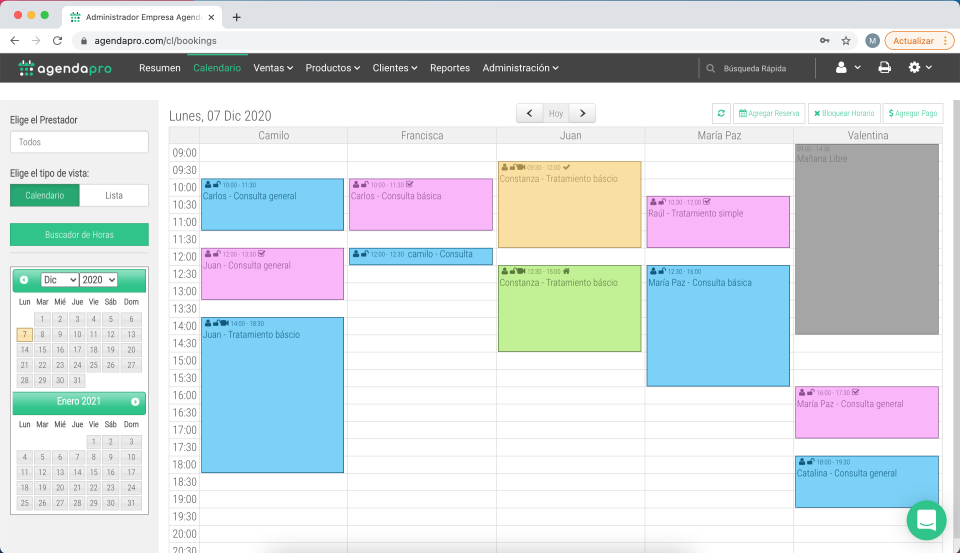 Administrador Empresa Agend
agendapro.com/cl/bookings
M
Actualizar
agendapro
Resumen
Calendario
Ventas
Productos
Clientes
Reportes
Administración
Búsqueda Rápida
Elige el Prestador
Todos
Elige el tipo de vista:
Calendario
Lista
Buscador de Horas
Dic 2020
Lun Mar Mié Jue Vie Sáb Dom
1 2 3 4 5 6
7 8 9 10 11 12 13
14 15 16 17 18 19 20
21 22 23 24 25 26 27
28 29 30 31
Enero 2021
Lun Mar Mié Jue Vie Sáb Dom
1 2 3
4 5 6 7 8 9 10
11 12 13 14 15 16 17
18 19 20 21 22 23 24
25 26 27 28 29 30 31
Lunes, 07 Dic 2020
Hoy
Agregar Reserva
Bloquear Horario
Agregar Pago
Camilo
Francisca
Juan
María Paz
Valentina
09:00
09:30
10:00
10:30
11:00
11:30
12:00
12:30
13:00
13:30
14:00
14:30
15:00
15:30
16:00
16:30
17:00
17:30
18:00
18:30
19:00
19:30
20:00
20:30
10:00 - 11:30
Carlos - Consulta general
12:00 - 13:30
Juan - Consulta general
14:00 - 18:30
Juan - Tratamiento báscio
10:00 - 11:30
Carlos - Consulta básica
12:00 - 12:30 camilo - Consulta
09:30 - 12:00
Constanza - Tratamiento báscio
12:30 - 15:00
Constanza - Tratamiento báscio
10:30 - 12:00
Raúl - Tratamiento simple
12:30 - 16:00
María Paz - Consulta básica
09:00 - 14:30
Mañana Libre
16:00 - 17:30
María Paz - Consulta general
18:00 - 19:30
Catalina - Consulta general